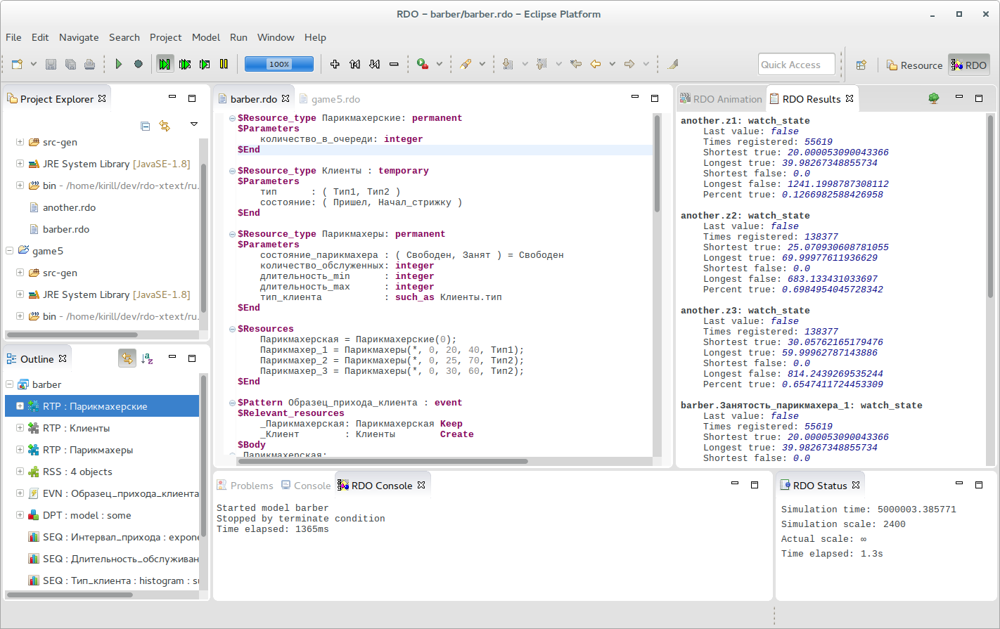 RDO – barber/barber.rdo – Eclipse Platform
File Edit Navigate Search Project Model Run Window Help
100%
Quick Access
Resource
RDO
Project Explorer
src-gen
JRE System Library [JavaSE-1.8]
bin - /home/kirill/dev/rdo-xtext/ru.
another.rdo
barber.rdo
game5
src-gen
JRE System Library [JavaSE-1.8]
bin - /home/kirill/dev/rdo-xtext/ru.
Outline
barber
RTP : Парикмахерские
RTP : Клиенты
RTP : Парикмахеры
RSS : 4 objects
EVN : Образец_прихода_клиента
DPT : model : some
SEQ : Интервал_прихода : expone
SEQ : Длительность_обслуживан
SEQ : Тип_клиента : histogram : su
barber.rdo
game5.rdo
$Resource_type Парикмахерские: permanent
$Parameters
количество_в_очереди: integer
$End
$Resource_type Клиенты : temporary
$Parameters
тип : ( Тип1, Тип2 )
состояние: ( Пришел, Начал_стрижку )
$End
$Resource_type Парикмахеры: permanent
$Parameters
состояние_парикмахера : ( Свободен, Занят ) = Свободен
количество_обслуженных: integer
длительность_min : integer
длительность_max : integer
тип_клиента : such_as Клиенты.тип
$End
$Resources
Парикмахерская = Парикмахерские(0);
Парикмахер_1 = Парикмахеры(*, 0, 20, 40, Тип1);
Парикмахер_2 = Парикмахеры(*, 0, 25, 70, Тип2);
Парикмахер_3 = Парикмахеры(*, 0, 30, 60, Тип2);
$End
$Pattern Образец_прихода_клиента : event
$Relevant_resources
_Парикмахерская: Парикмахерская Keep
_Клиент : Клиенты Create
$Body
_Парикмахерская:
RDO Animation
RDO Results
another.z1: watch_state
Last value: false
Times registered: 55619
Shortest true: 20.000053090043366
Longest true: 39.98267348855734
Shortest false: 0.0
Longest false: 1241.1998787308112
Percent true: 0.1266982588426958
another.z2: watch_state
Last value: false
Times registered: 138377
Shortest true: 25.070930608781055
Longest true: 69.99977611936629
Shortest false: 0.0
Longest false: 683.133431033697
Percent true: 0.6984954045728342
another.z3: watch_state
Last value: false
Times registered: 138377
Shortest true: 30.05762165179476
Longest true: 59.99962787143886
Shortest false: 0.0
Longest false: 814.2439269535244
Percent true: 0.6547411724453309
barber.Занятость_парикмахера_1: watch_state
Last value: false
Times registered: 55619
Shortest true: 20.000053090043366
Longest true: 39.98267348855734
Shortest false: 0.0
Problems
Console
RDO Console
Started model barber
Stopped by terminate condition
Time elapsed: 1365ms
RDO Status
Simulation time: 5000003.385771
Simulation scale: 2400
Actual scale: ∞
Time elapsed: 1.3s